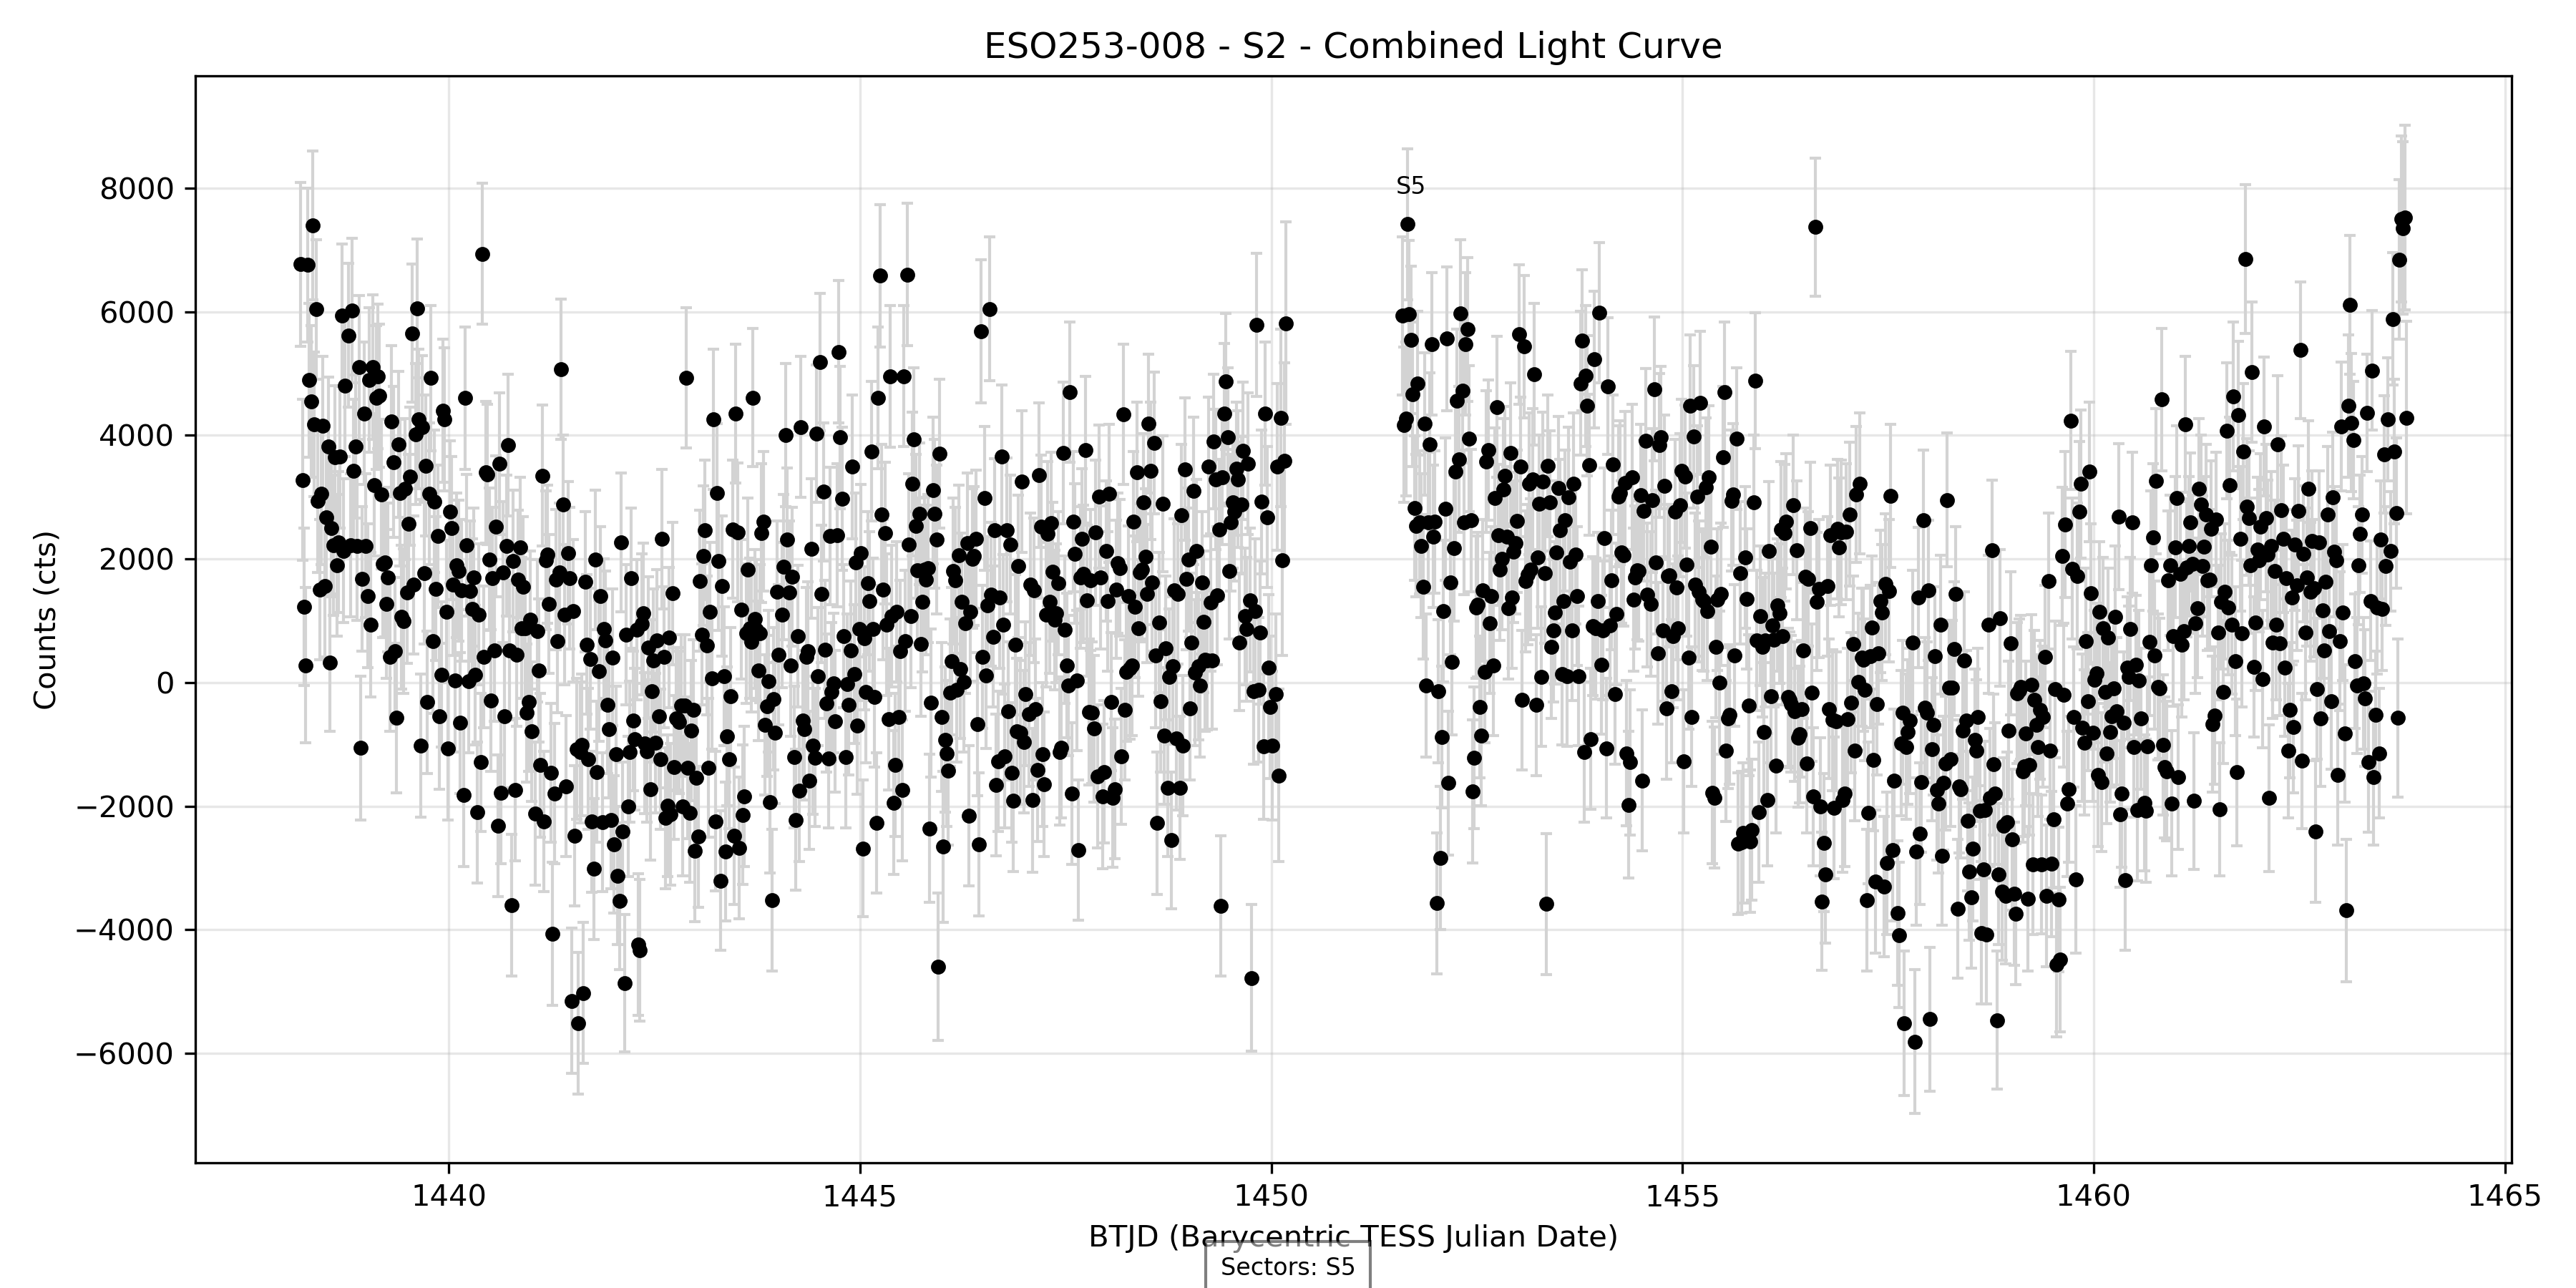 ESO253-008 - S2 - Combined Light Curve
Counts (cts)
8000
6000
4000
2000
0
−2000
−4000
−6000
S5
1440 1445 1450 1455 1460 1465
BTJD (Barycentric TESS Julian Date)
Sectors: S5